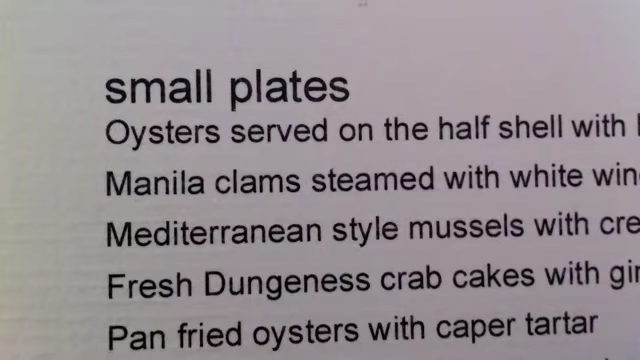 small plates
Oysters served on the half shell with
Manila clams steamed with white
Mediterranean style mussels with
Fresh Dungeness crab cakes with
Pan fried oysters with caper tartar